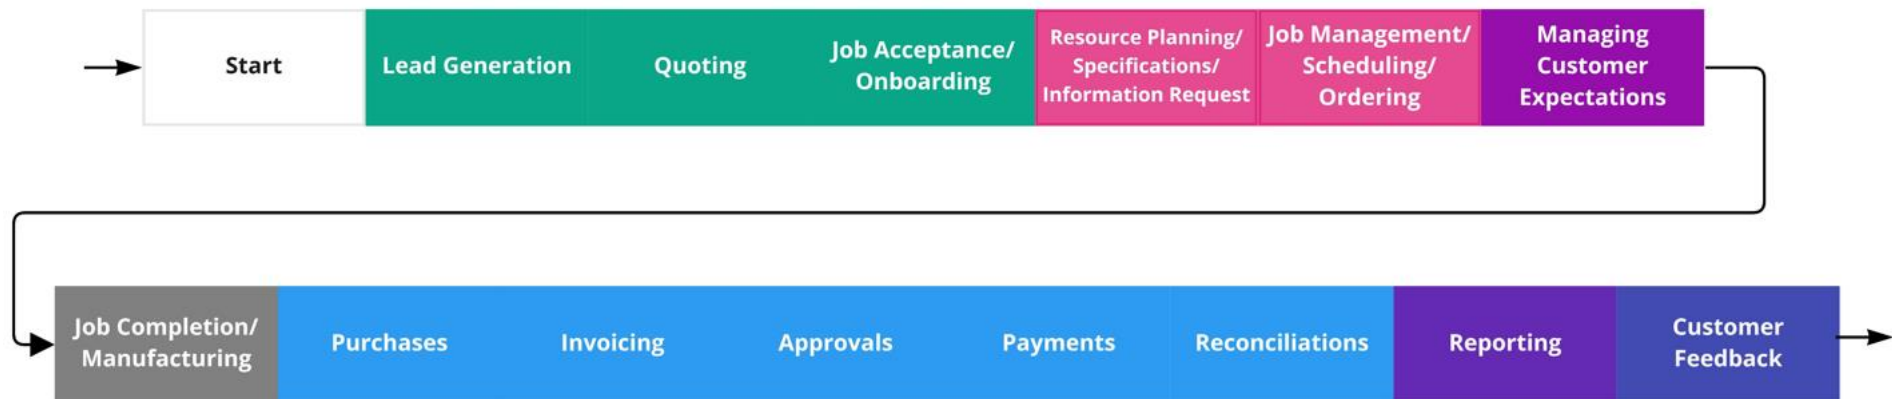 Start
Lead Generation
Quoting
Job Acceptance/
Onboarding
Resource Planning/
Specifications/
Information Request
Job Management/
Scheduling/
Ordering
Managing
Customer
Expectations
Job Completion/
Manufacturing
Purchases
Invoicing
Approvals
Payments
Reconciliations
Reporting
Customer
Feedback